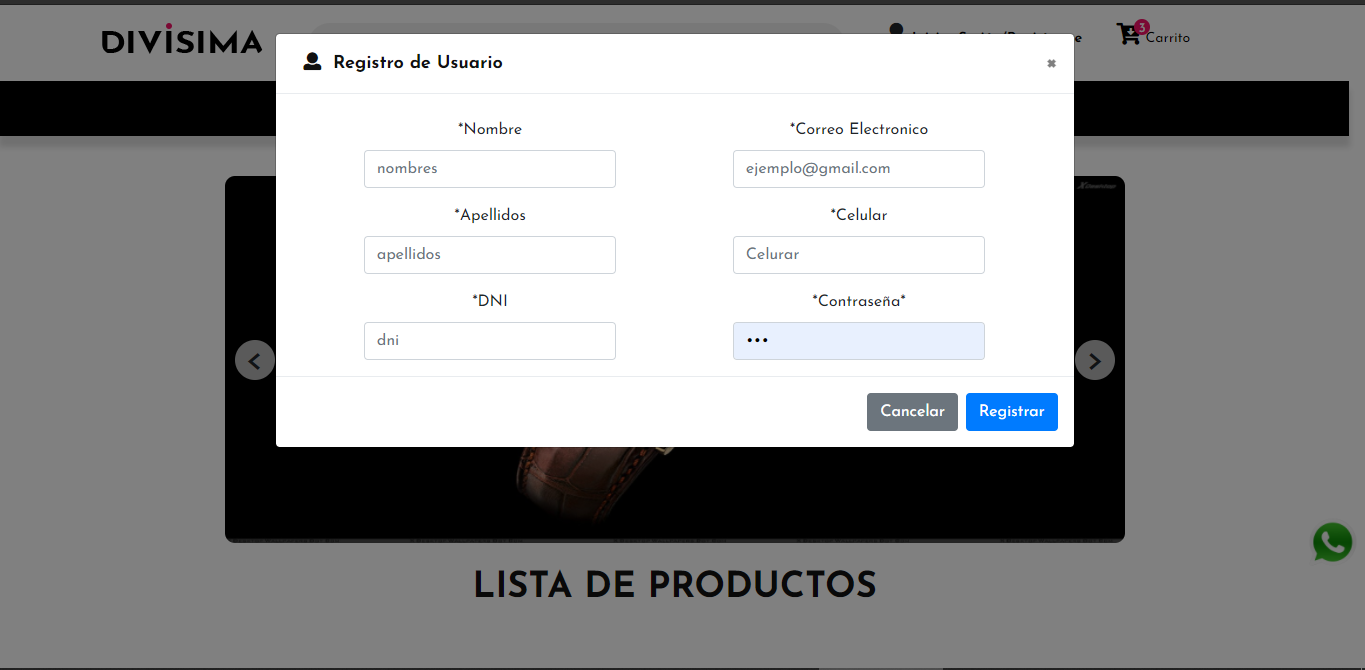 DIVISIMA
3
Carrito
Registro de Usuario
*Nombre
*Correo Electronico
nombres
ejemplo@gmail.com
*Apellidos
*Celular
apellidos
Celurar
*DNI
*Contraseña*
dni
Cancelar
Registrar
LISTA DE PRODUCTOS